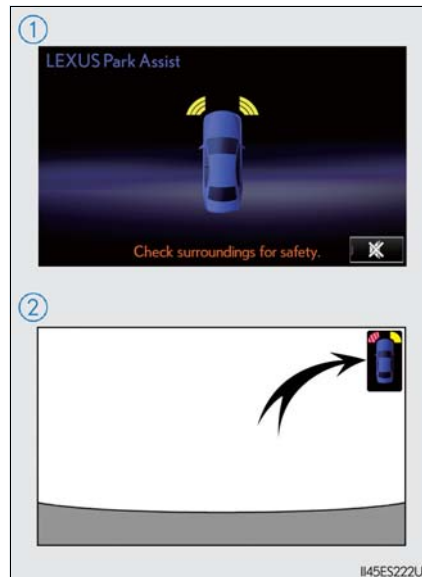 1
LEXUS Park Assist
Check surroundings for safety.
2
II45ES222U